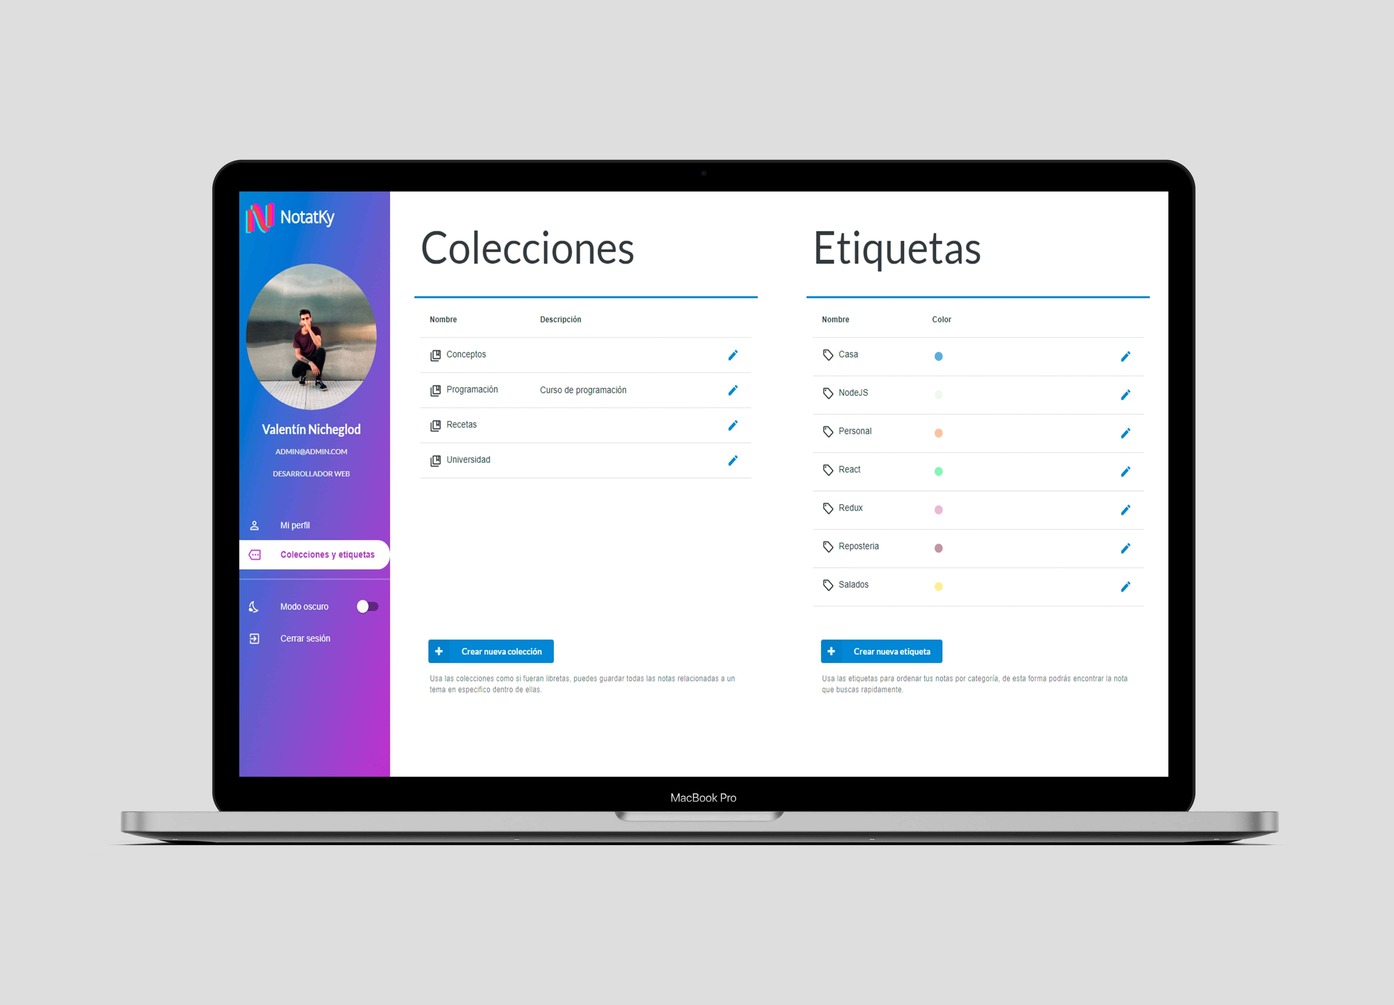 NotatKy
Valentín Nicheglod
ADMIN@ADMIN.COM
DESARROLLADOR WEB
Mi perfil
Colecciones y etiquetas
Modo oscuro
Cerrar sesión
Colecciones
Nombre Descripción
Conceptos
Programación Curso de programación
Recetas
Universidad
Crear nueva colección
Usa las colecciones como si fueran libretas, puedes guardar todas las notas relacionadas a un
tema en especifico dentro de ellas.
Etiquetas
Nombre Color
Casa
NodeJS
Personal
React
Redux
Reposteria
Salados
Crear nueva etiqueta
Usa las etiquetas para ordenar tus notas por categoría, de esta forma podrás encontrar la nota
que buscas rapidamente.
MacBook Pro